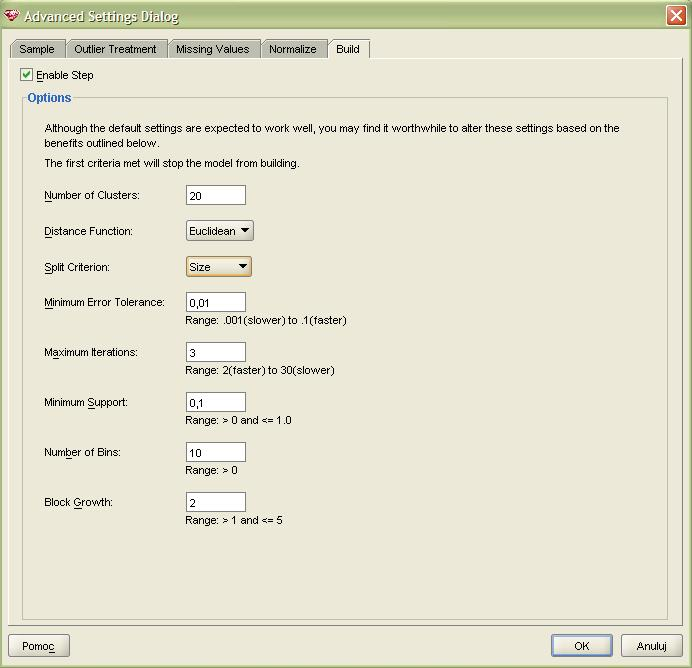 Advanced Settings Dialog
Sample Outlier Treatment Missing Values Normalize Build
Enable Step
Options
Although the default settings are expected to work well, you may find it worthwhile to alter these settings based on the
benefits outlined below.
The first criteria met will stop the model from building.
Number of Clusters: 20
Distance Function: Euclidean
Split Criterion: Size
Minimum Error Tolerance: 0,01
Range: .001(slower) to .1(faster)
Maximum Iterations: 3
Range: 2(faster) to 30(slower)
Minimum Support: 0,1
Range: > 0 and <= 1.0
Number of Bins: 10
Range: > 0
Block Growth: 2
Range: > 1 and <= 5
Pomoc OK Anuluj